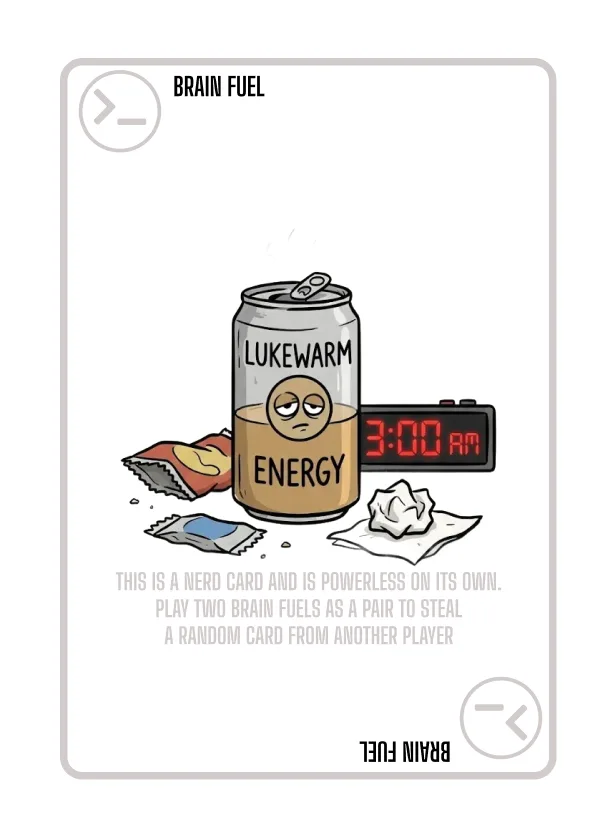 >_
BRAIN FUEL
LUKEWARM
ENERGY
3:00 AM
THIS IS A NERD CARD AND IS POWERLESS ON ITS OWN.
PLAY TWO BRAIN FUELS AS A PAIR TO STEAL
A RANDOM CARD FROM ANOTHER PLAYER
>_
BRAIN FUEL